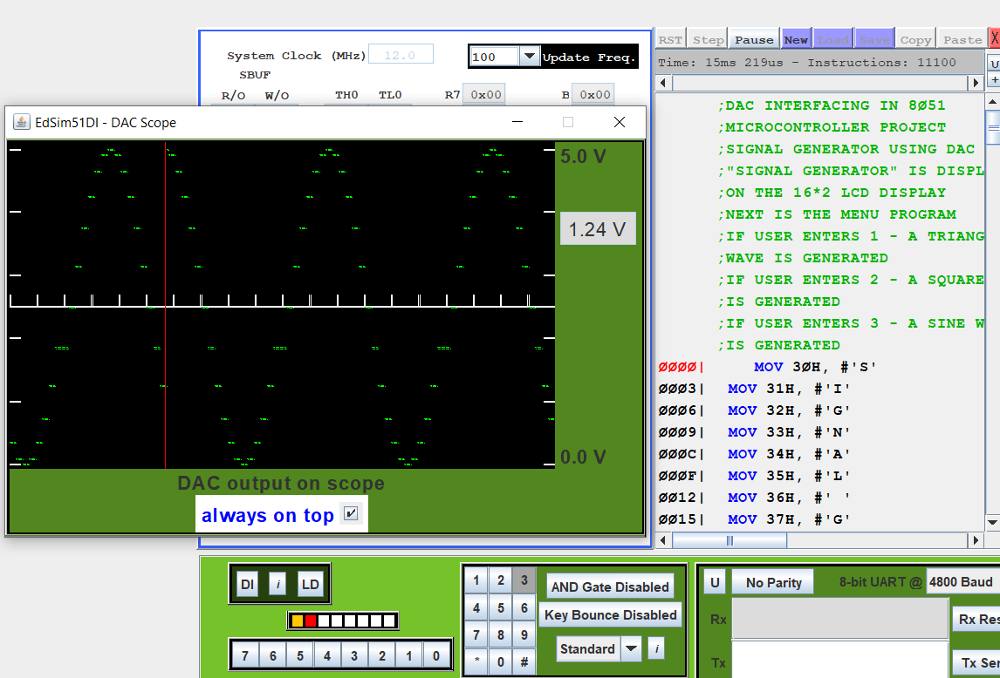 System Clock (MHz) 12.0
100 Update Freq.
SBUF
R/O W/O TH0 TL0 R7 0x00 B 0x00
EdSim51DI - DAC Scope
5.0 V
1.24 V
0.0 V
DAC output on scope
always on top
RST Step Pause New Load Save Copy Paste X
Time: 15ms 219us - Instructions: 11100
U
+
;DAC INTERFACING IN 8Ø51
;MICROCONTROLLER PROJECT
;SIGNAL GENERATOR USING DAC
;"SIGNAL GENERATOR" IS DISPL
;ON THE 16*2 LCD DISPLAY
;NEXT IS THE MENU PROGRAM
;IF USER ENTERS 1 - A TRIANG
;WAVE IS GENERATED
;IF USER ENTERS 2 - A SQUARE
;IS GENERATED
;IF USER ENTERS 3 - A SINE W
;IS GENERATED
ØØØØ| MOV 3ØH, #'S'
ØØØ3| MOV 31H, #'I'
ØØØ6| MOV 32H, #'G'
ØØØ9| MOV 33H, #'N'
ØØØC| MOV 34H, #'A'
ØØØF| MOV 35H, #'L'
ØØ12| MOV 36H, #' '
ØØ15| MOV 37H, #'G'
DI i LD
7 6 5 4 3 2 1 0
1 2 3
4 5 6
7 8 9
* 0 #
AND Gate Disabled
Key Bounce Disabled
Standard i
U No Parity 8-bit UART @ 4800 Baud
Rx Rx Res
Tx Tx Ser